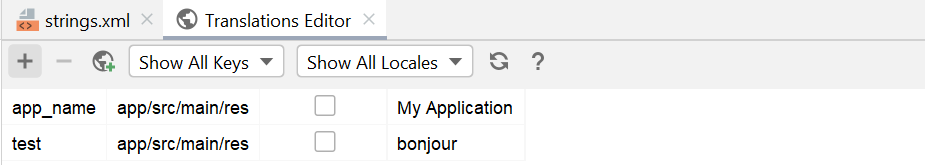 strings.xml Translations Editor
Show All Keys Show All Locales ?
app_name app/src/main/res My Application
test app/src/main/res bonjour